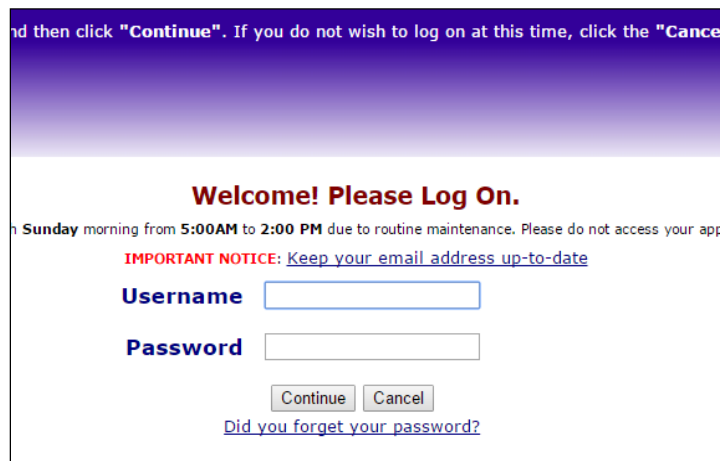 nd then click "Continue". If you do not wish to log on at this time, click the "Cance
Welcome! Please Log On.
n Sunday morning from 5:00AM to 2:00 PM due to routine maintenance. Please do not access your app
IMPORTANT NOTICE: Keep your email address up-to-date
Username
Password
Continue Cancel
Did you forget your password?